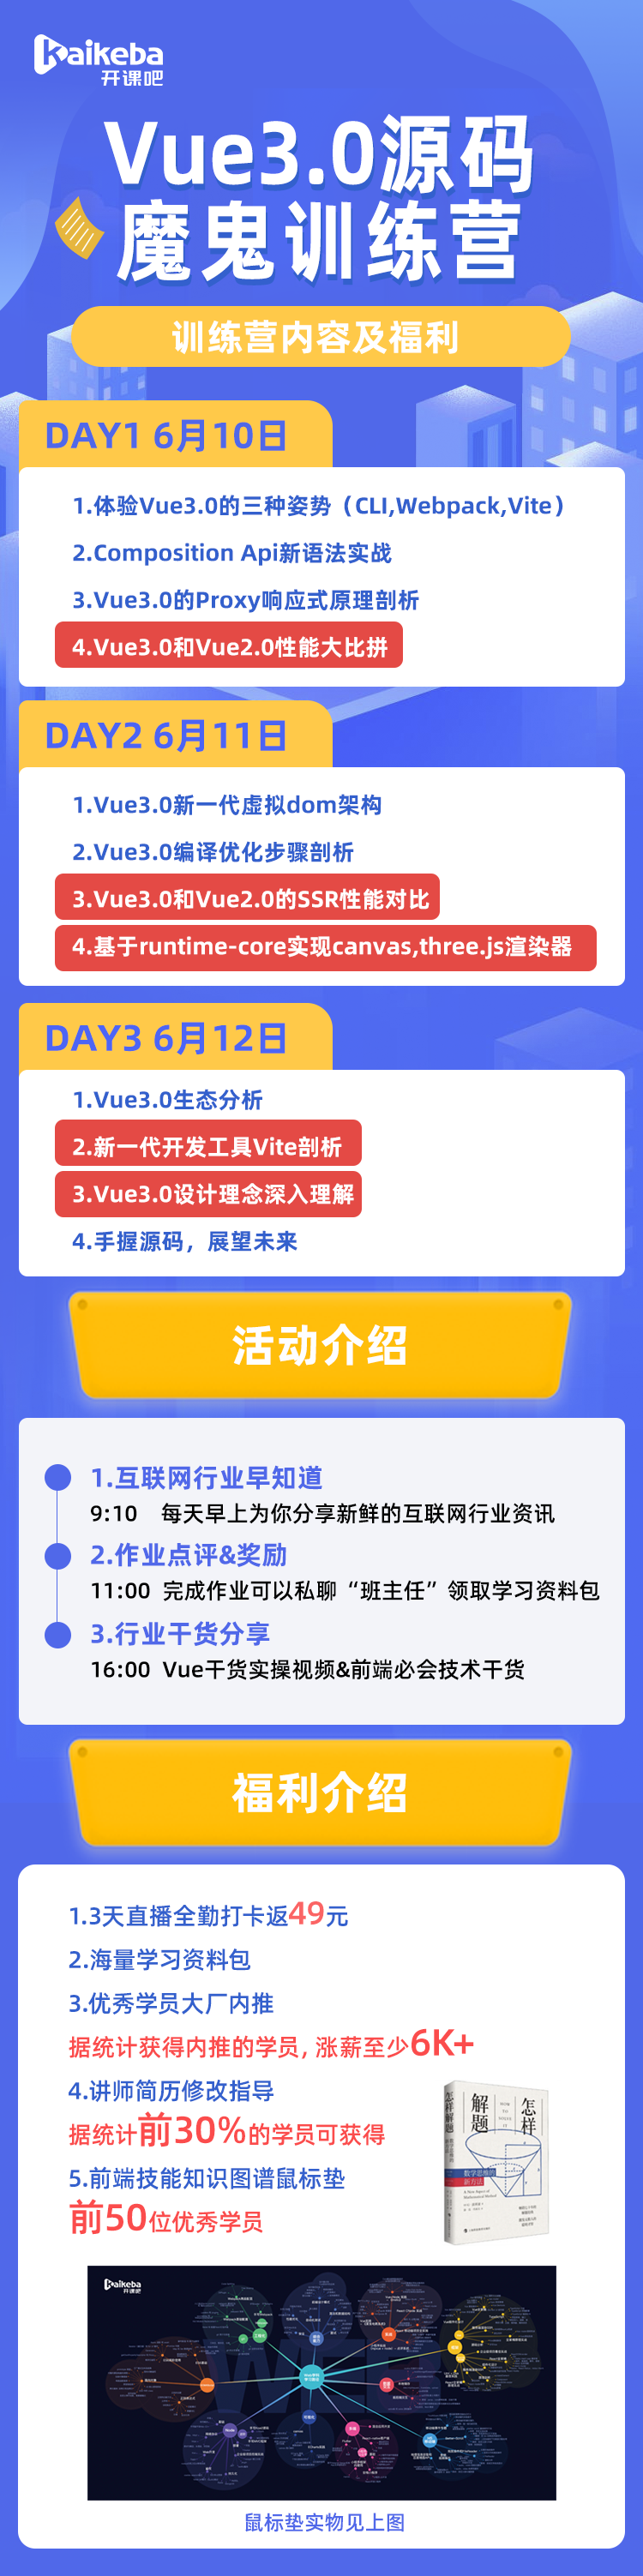 kaikeba
开课吧
Vue3.0源码
魔鬼训练营
训练营内容及福利
DAY1 6月10日
1.体验Vue3.0的三种姿势（CLI,Webpack,Vite）
2.Composition Api新语法实战
3.Vue3.0的Proxy响应式原理剖析
4.Vue3.0和Vue2.0性能大比拼
DAY2 6月11日
1.Vue3.0新一代虚拟dom架构
2.Vue3.0编译优化步骤剖析
3.Vue3.0和Vue2.0的SSR性能对比
4.基于runtime-core实现canvas,three.js渲染器
DAY3 6月12日
1.Vue3.0生态分析
2.新一代开发工具Vite剖析
3.Vue3.0设计理念深入理解
4.手握源码，展望未来
活动介绍
1.互联网行业早知道
9:10 每天早上为你分享新鲜的互联网行业资讯
2.作业点评&奖励
11:00 完成作业可以私聊“班主任”领取学习资料包
3.行业干货分享
16:00 Vue干货实操视频&前端必会技术干货
福利介绍
1.3天直播全勤打卡返49元
2.海量学习资料包
3.优秀学员大厂内推
据统计获得内推的学员, 涨薪至少6K+
4.讲师简历修改指导
据统计前30%的学员可获得
5.前端技能知识图谱鼠标垫
前50位优秀学员
怎样
解题
HOW
TO
SOLVE
IT
数学思维的
新方法
怎样解题
kaikeba
开课吧
鼠标垫实物见上图